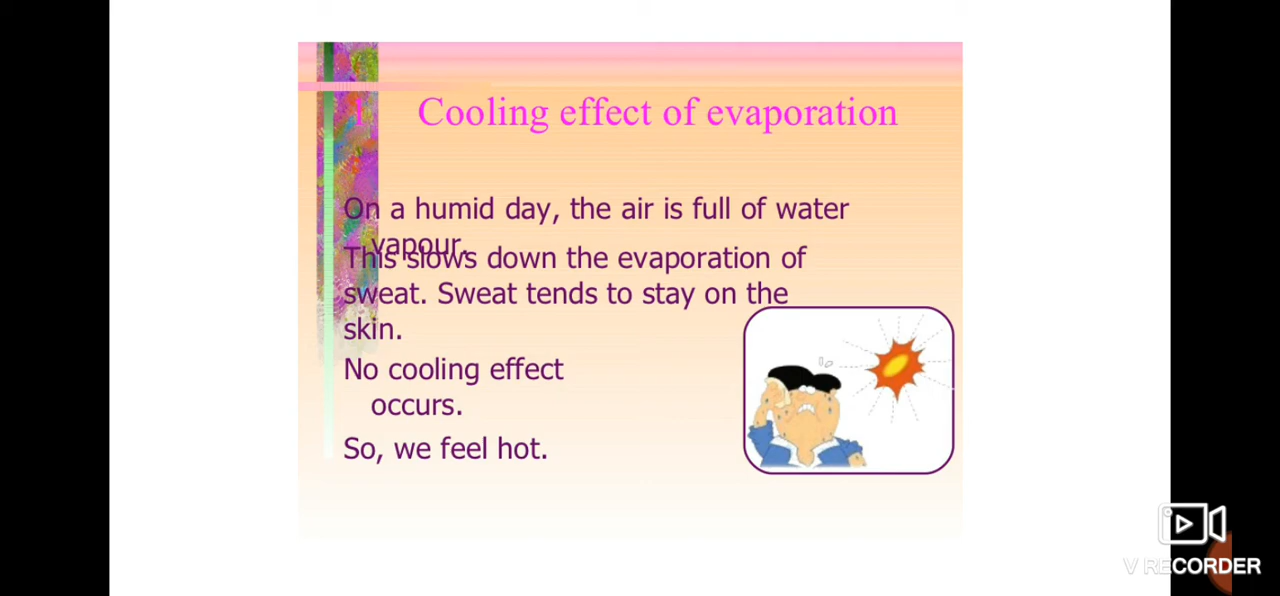 1. Cooling effect of evaporation
On a humid day, the air is full of water
vapour.
This slows down the evaporation of
sweat. Sweat tends to stay on the
skin.
No cooling effect
occurs.
So, we feel hot.
V RECORDER